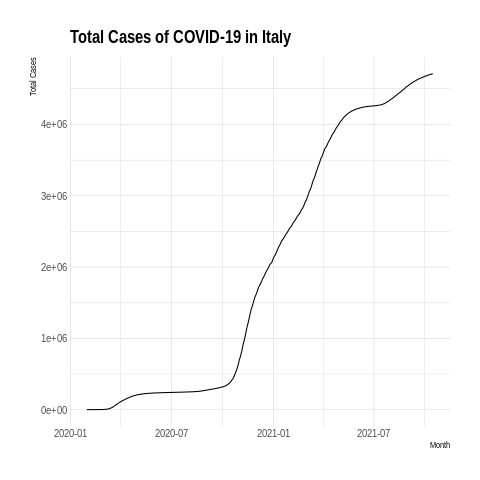 Total Cases of COVID-19 in Italy
Total Cases
4e+06
3e+06
2e+06
1e+06
0e+00
2020-01 2020-07 2021-01 2021-07
Month